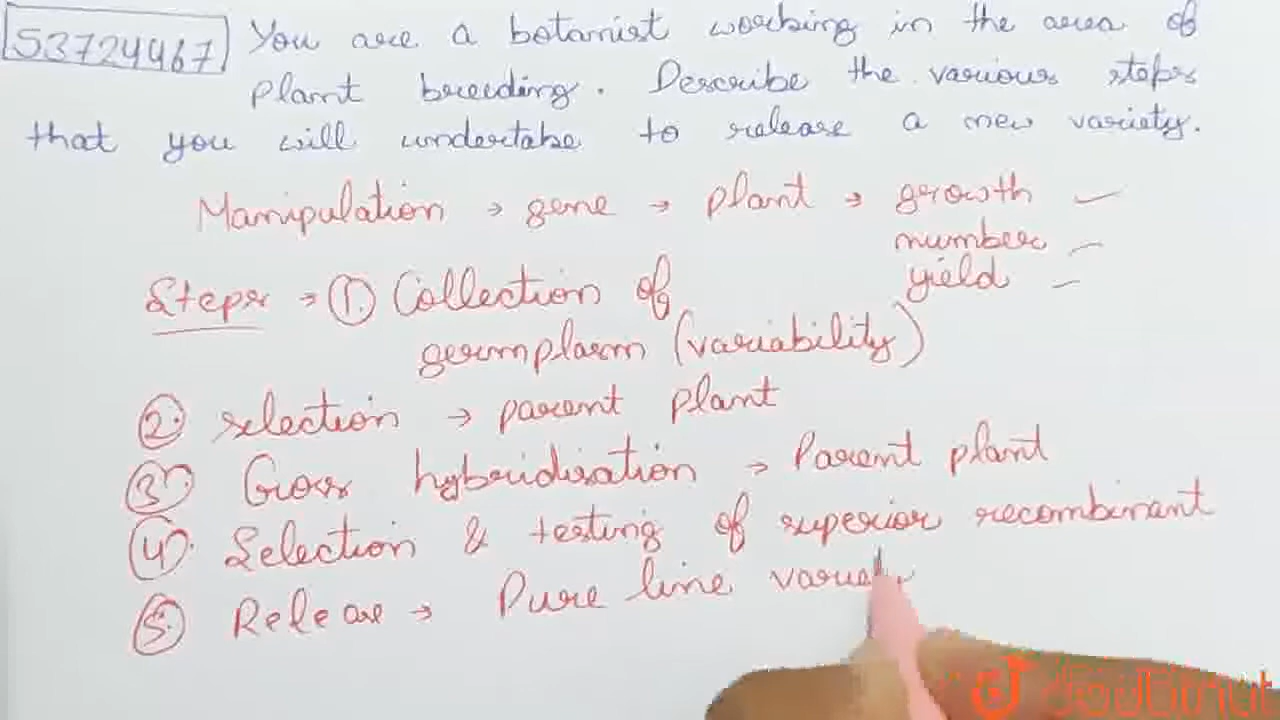 53724467 You are a botanist working in the area of
plant breeding. Describe the various steps
that you will undertake to release a new variety.
Manipulation → gene → plant → growth
number
yield
Steps → 1. Collection of
germplasm (variability)
2. selection → parent plant
3. Cross hybridisation → Parent plant
4. Selection & testing of superior recombinant
5. Release → Pure line
doubtnut